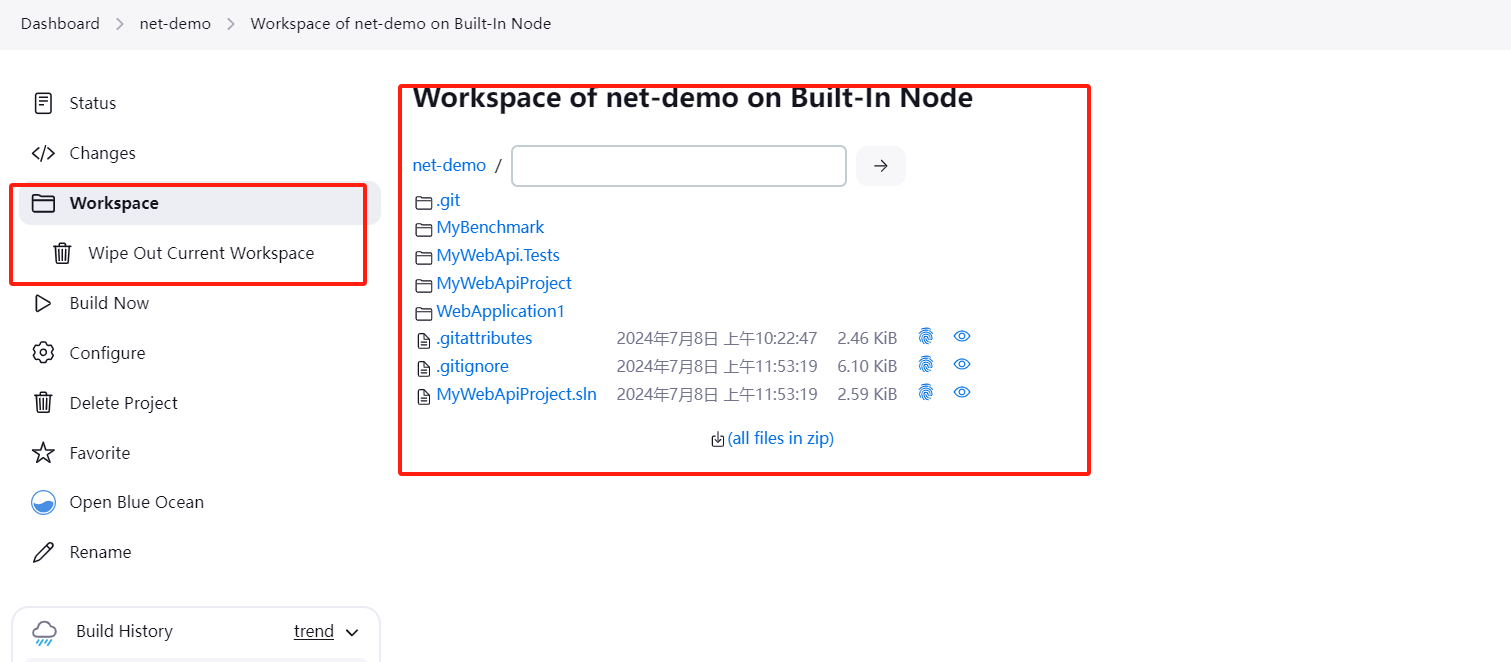 Dashboard > net-demo > Workspace of net-demo on Built-In Node
Status
Changes
Workspace
Wipe Out Current Workspace
Build Now
Configure
Delete Project
Favorite
Open Blue Ocean
Rename
Build History trend
Workspace of net-demo on Built-In Node
net-demo /
.git
MyBenchmark
MyWebApi.Tests
MyWebApiProject
WebApplication1
.gitattributes 2024年7月8日 上午10:22:47 2.46 KiB
.gitignore 2024年7月8日 上午11:53:19 6.10 KiB
MyWebApiProject.sln 2024年7月8日 上午11:53:19 2.59 KiB
(all files in zip)